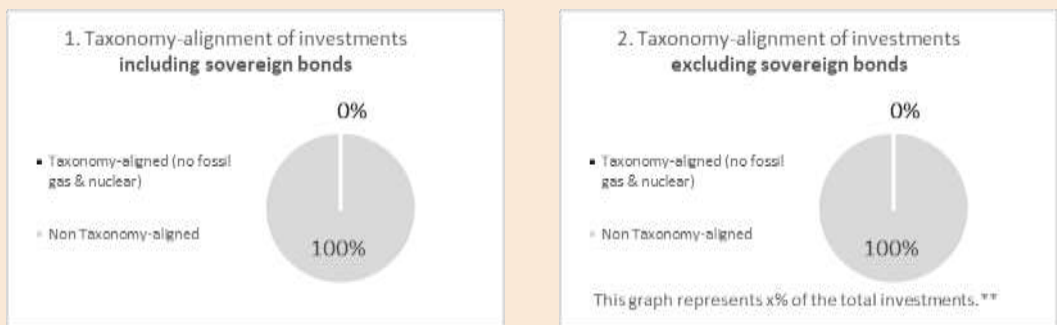 1. Taxonomy-alignment of investments
including sovereign bonds
0%
▪ Taxonomy-aligned (no fossil
gas & nuclear)
▪ Non Taxonomy-aligned
100%
2. Taxonomy-alignment of investments
excluding sovereign bonds
0%
▪ Taxonomy-aligned (no fossil
gas & nuclear)
▪ Non Taxonomy-aligned
100%
This graph represents x% of the total investments.**